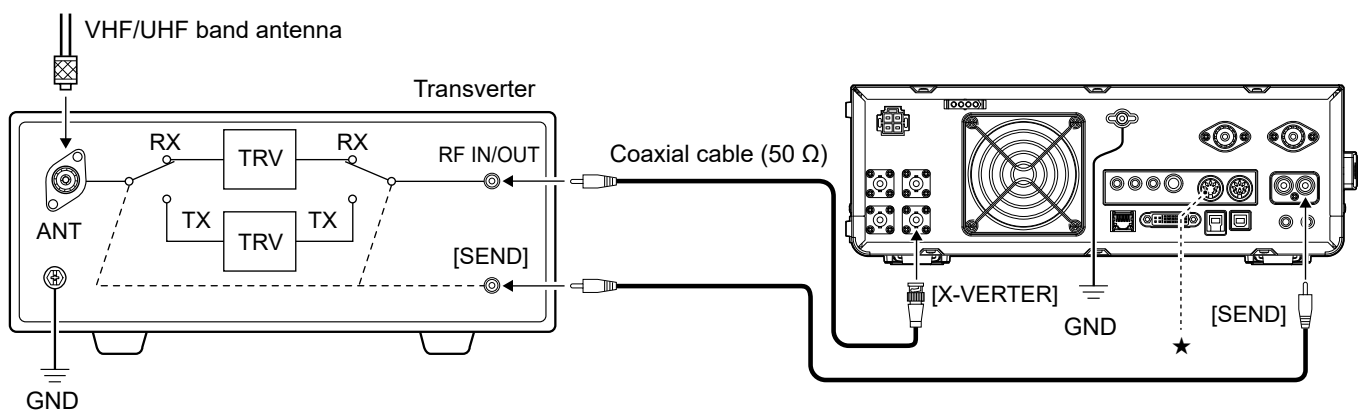 VHF/UHF band antenna
Transverter
RX
RX
TRV
RF IN/OUT
Coaxial cable (50 Ω)
ANT
TX
TX
TRV
[SEND]
[X-VERTER]
GND
[SEND]
★
GND